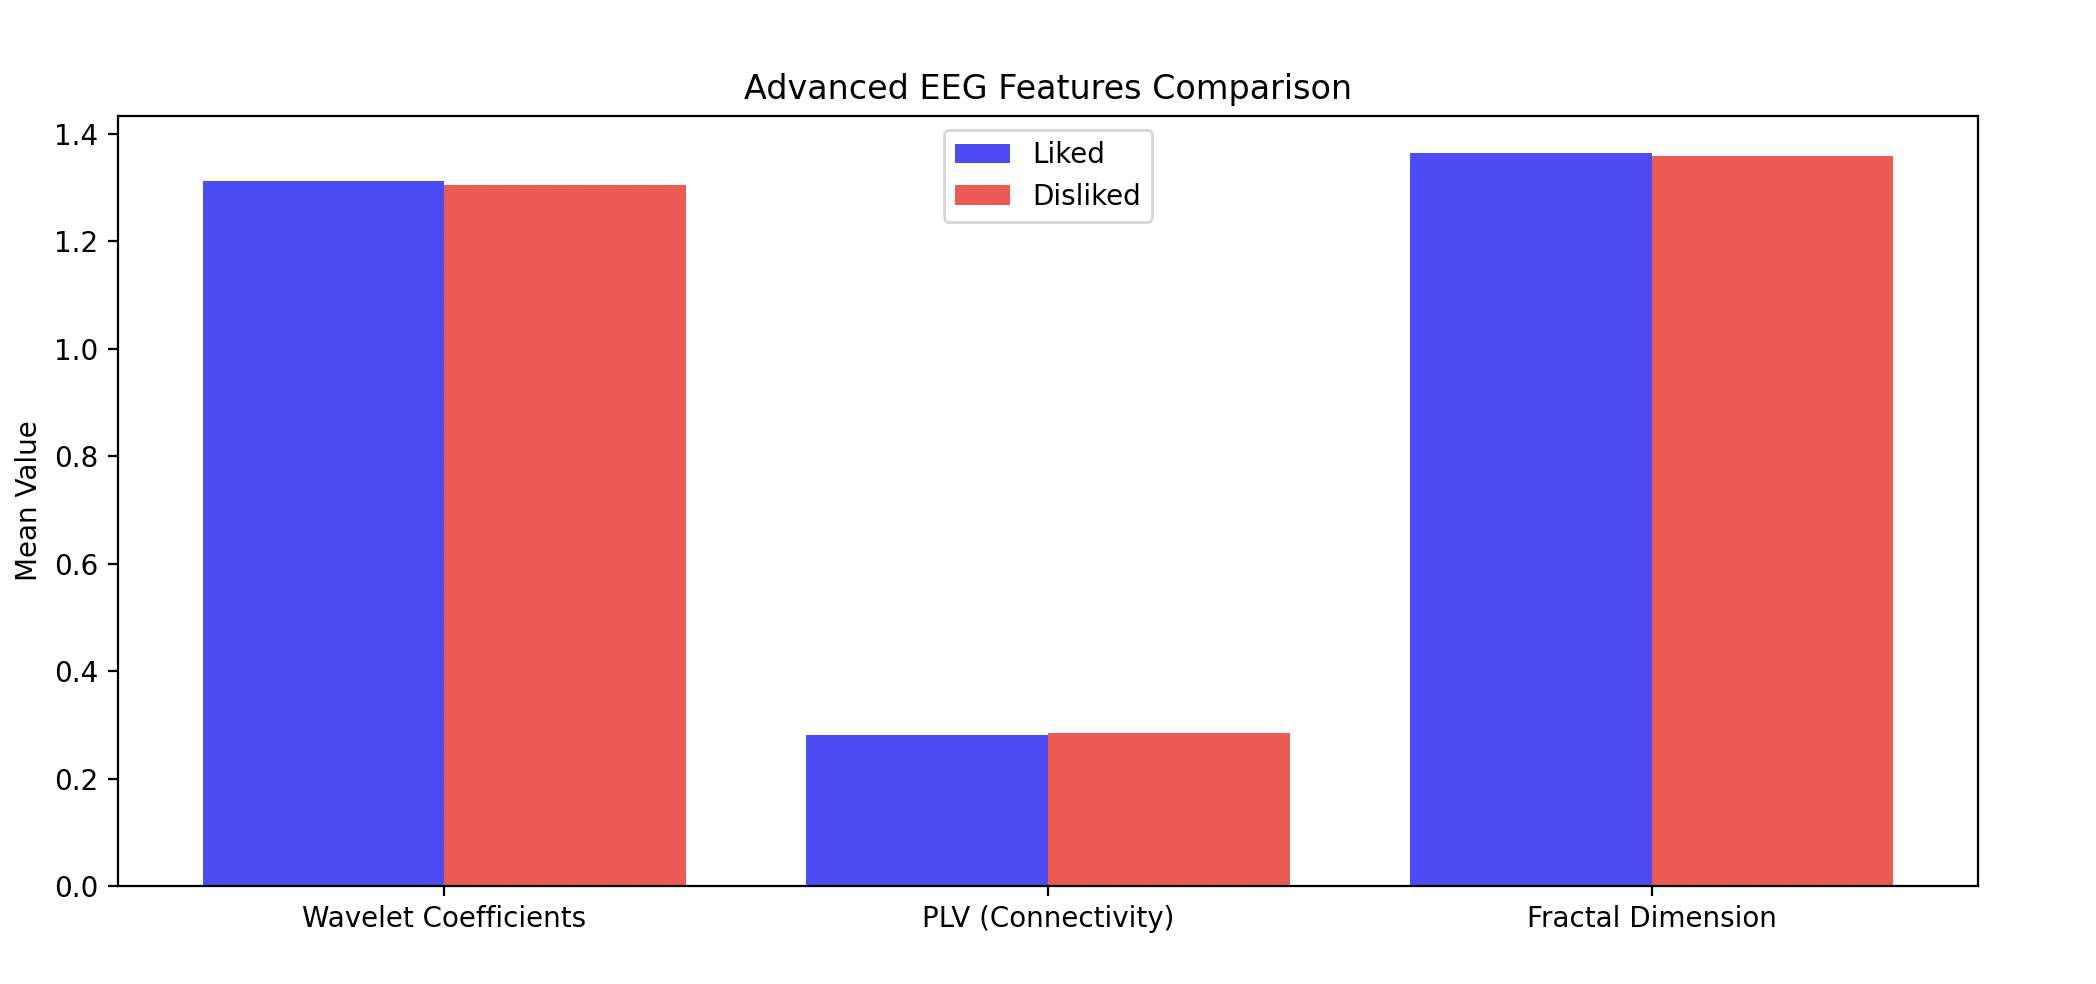 Advanced EEG Features Comparison
Liked
Disliked
Mean Value
1.4
1.2
1.0
0.8
0.6
0.4
0.2
0.0
Wavelet Coefficients
PLV (Connectivity)
Fractal Dimension